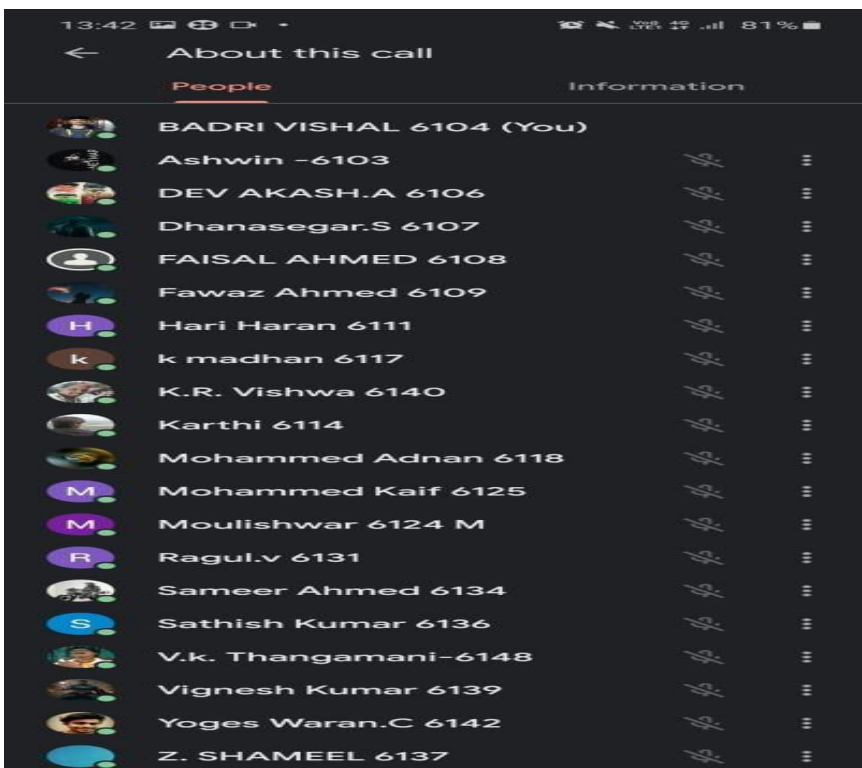 13:42 VoB LTE1 4G 81%
About this call
People Information
BADRI VISHAL 6104 (You)
Ashwin -6103
DEV AKASH.A 6106
Dhanasegar.S 6107
FAISAL AHMED 6108
Fawaz Ahmed 6109
H Hari Haran 6111
k k madhan 6117
K.R. Vishwa 6140
Karthi 6114
Mohammed Adnan 6118
M Mohammed Kaif 6125
M Moulishwar 6124 M
R Ragul.v 6131
Sameer Ahmed 6134
S Sathish Kumar 6136
V.k. Thangamani-6148
Vignesh Kumar 6139
Yoges Waran.C 6142
Z. SHAMEEL 6137